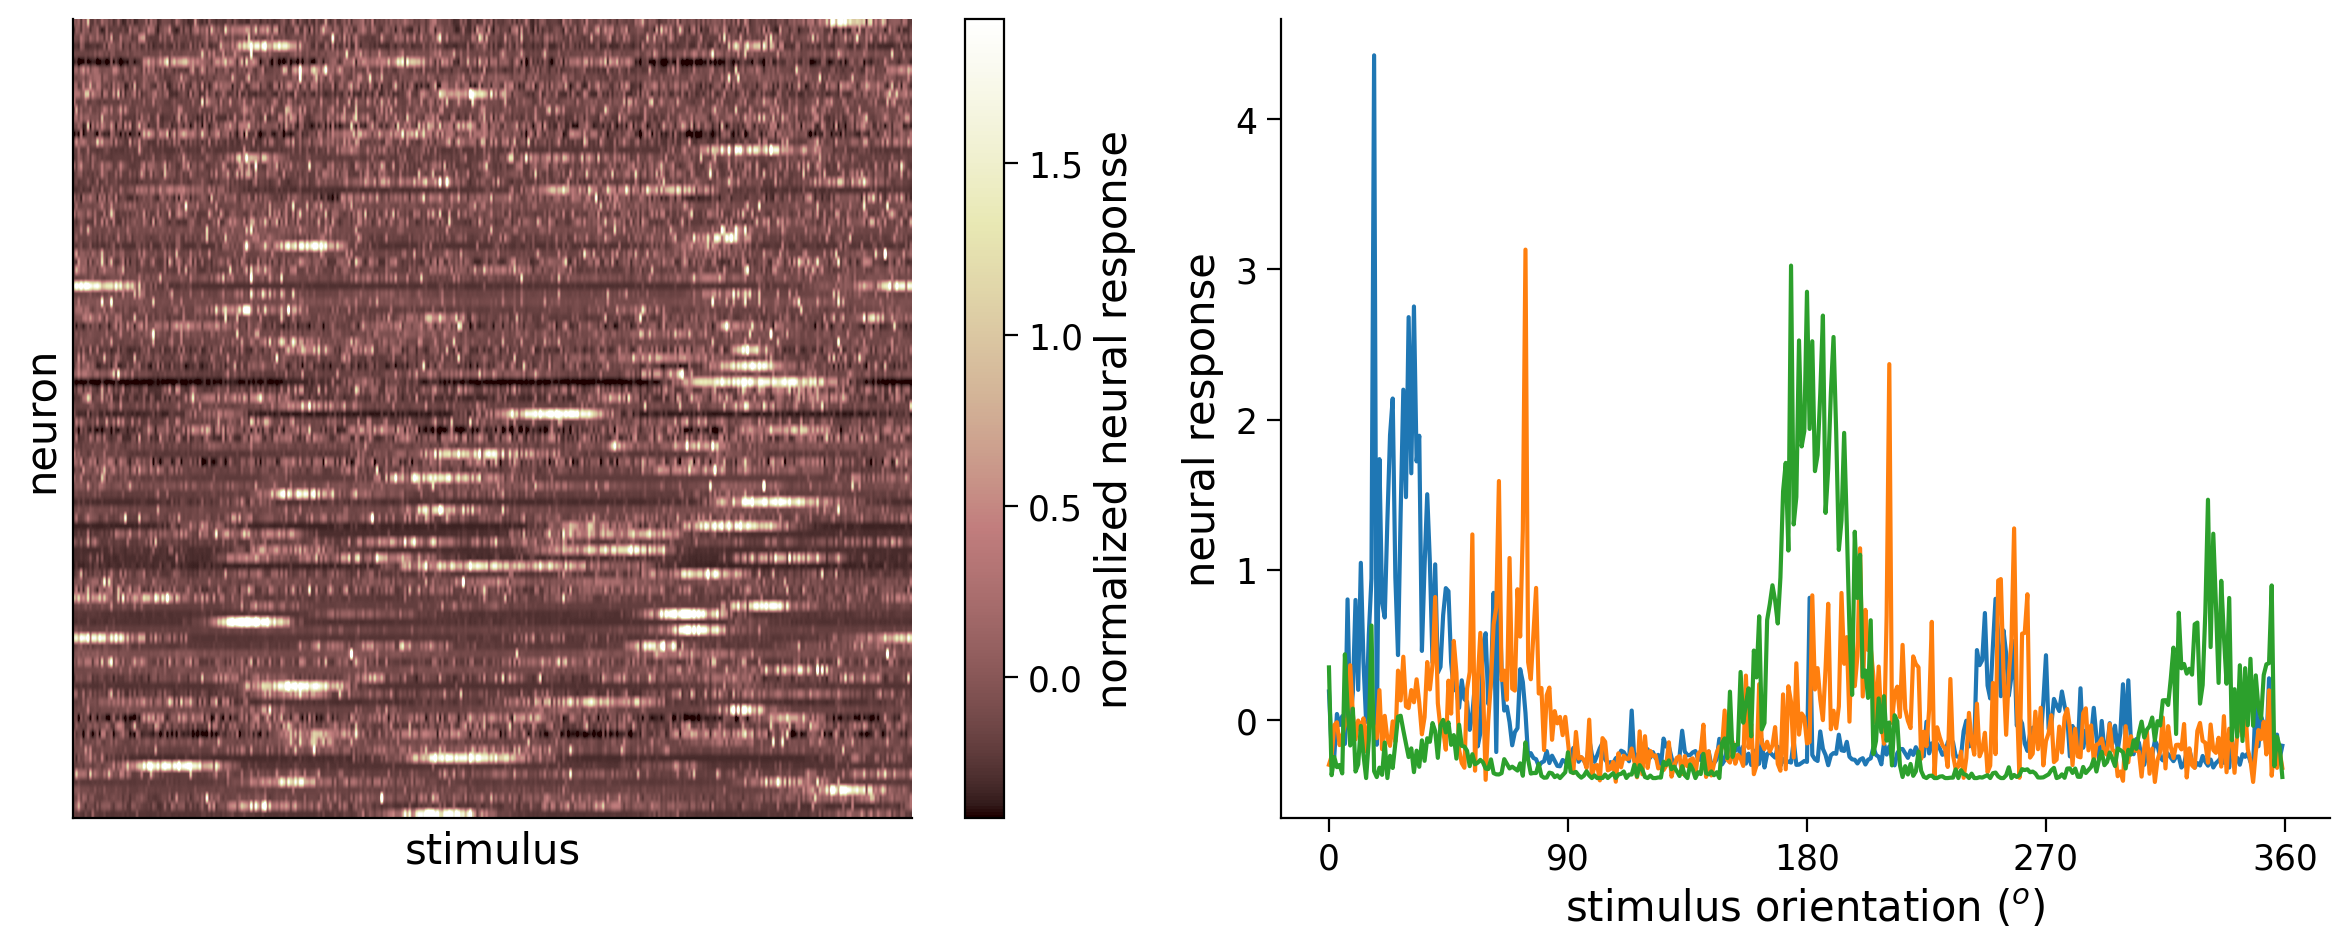 neuron
stimulus
1.5
1.0
0.5
0.0
normalized neural response
neural response
4
3
2
1
0
0 90 180 270 360
stimulus orientation (°)